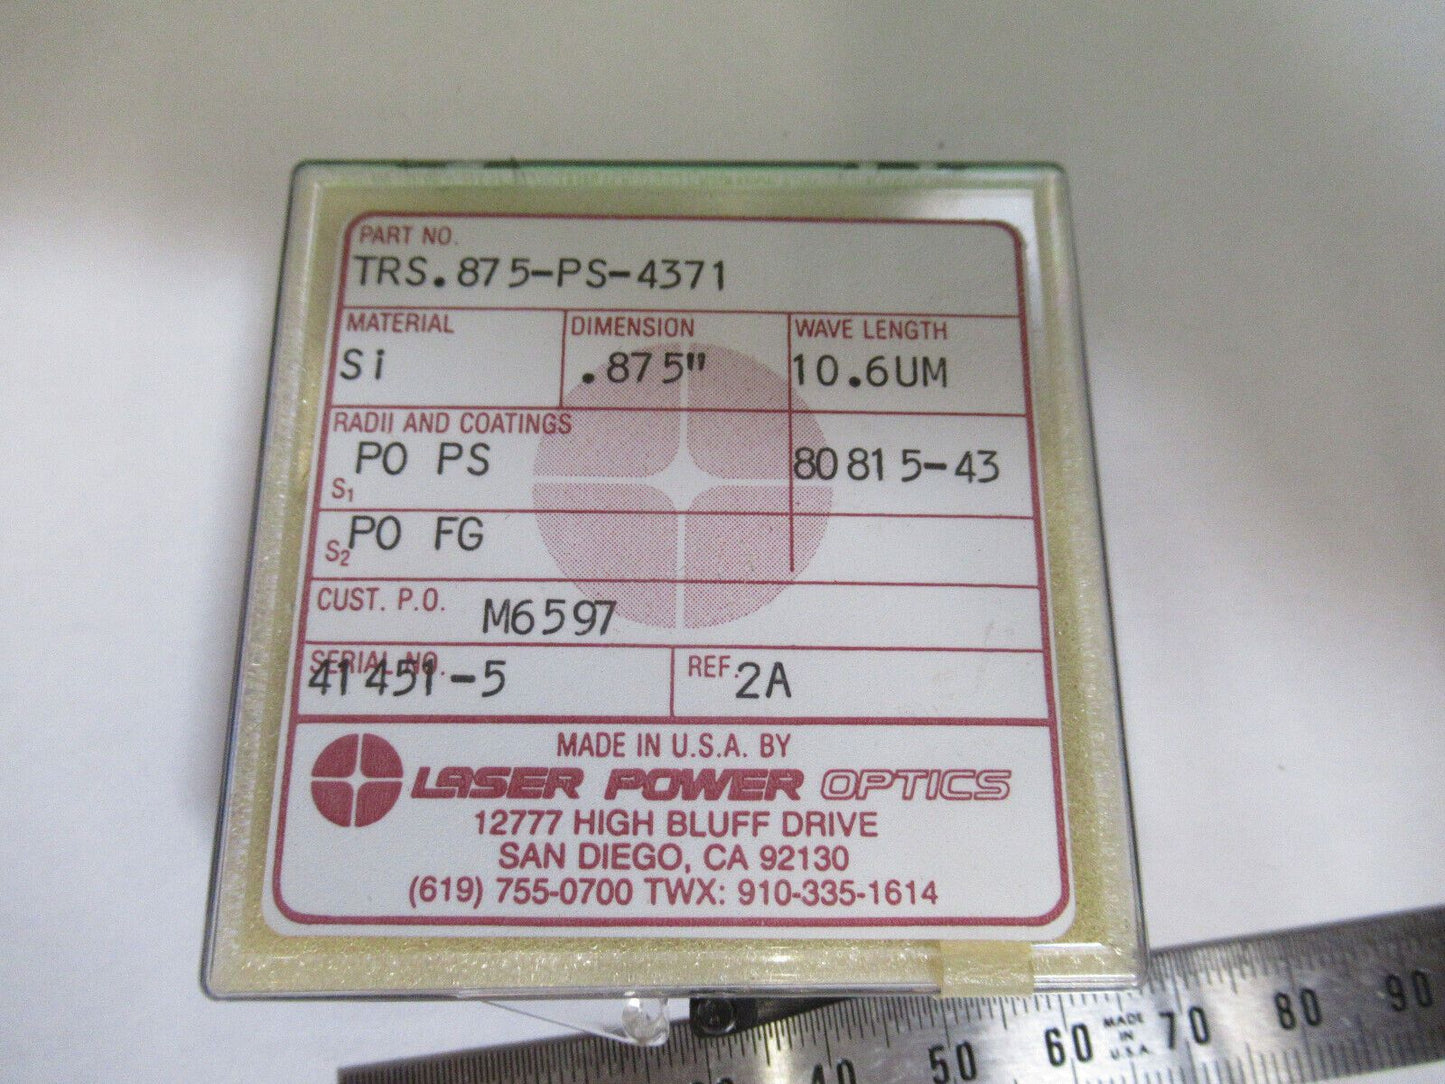 PART NO.
TRS.875-PS-4371
MATERIAL DIMENSION WAVE LENGTH
Si .875" 10.6UM
RADII AND COATINGS
S1 PO PS 80815-43
S2 PO FG
CUST. P.O. M6597
SERIAL NO. 41451-5 REF. 2A
MADE IN U.S.A. BY
LASER POWER OPTICS
12777 HIGH BLUFF DRIVE
SAN DIEGO, CA 92130
(619) 755-0700 TWX: 910-335-1614
40 50 60 MADE IN U.S.A. 70 80 90